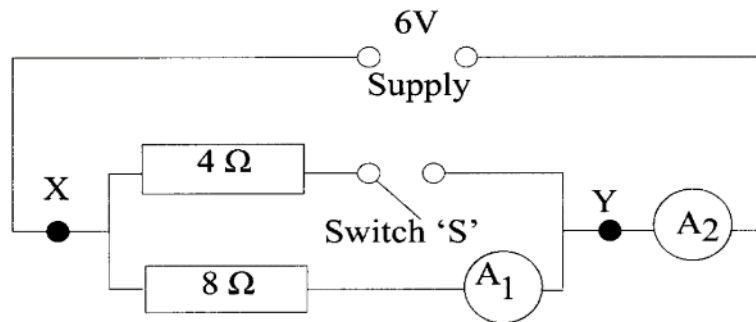 6V
Supply
4 Ω
X
Switch 'S'
Y
A2
8 Ω
A1